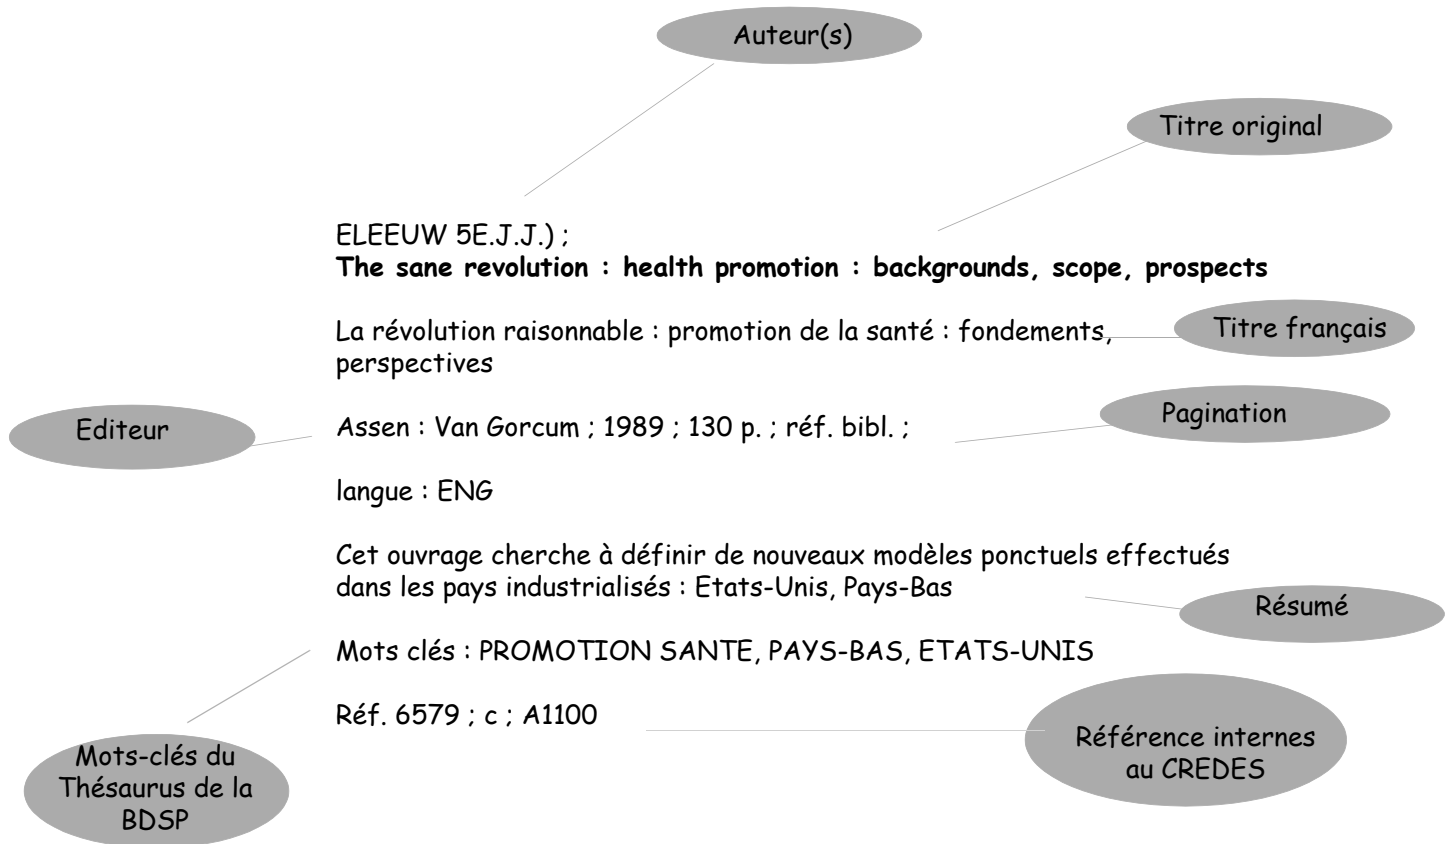 Auteur(s)
Titre original
ELEEUW 5E.J.J.) ;
The sane revolution : health promotion : backgrounds, scope, prospects
La révolution raisonnable : promotion de la santé : fondements,
perspectives
Titre français
Editeur
Assen : Van Gorcum ; 1989 ; 130 p. ; réf. bibl. ;
Pagination
langue : ENG
Cet ouvrage cherche à définir de nouveaux modèles ponctuels effectués
dans les pays industrialisés : Etats-Unis, Pays-Bas
Résumé
Mots clés : PROMOTION SANTE, PAYS-BAS, ETATS-UNIS
Réf. 6579 ; c ; A1100
Mots-clés du
Thésaurus de la
BDSP
Référence internes
au CREDES